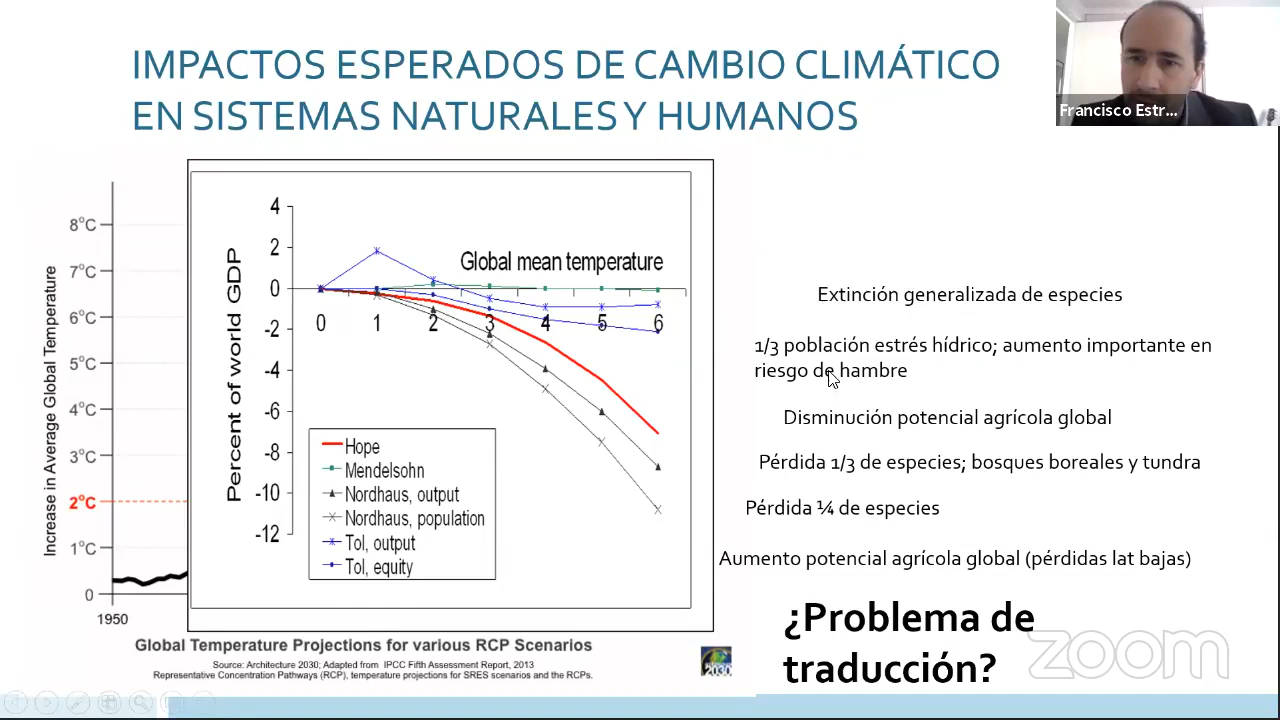 IMPACTOS ESPERADOS DE CAMBIO CLIMÁTICO
EN SISTEMAS NATURALES Y HUMANOS
Francisco Estr...
Increase in Average Global Temperature
8°C
7°C
6°C
5°C
4°C
3°C
2°C
1°C
0
1950
Percent of world GDP
4
2
0
-2
-4
-6
-8
-10
-12
Global mean temperature
0 1 2 3 4 5 6
Hope
Mendelsohn
Nordhaus, output
Nordhaus, population
Tol, output
Tol, equity
Global Temperature Projections for various RCP Scenarios
Source: Architecture 2030; Adapted from IPCC Fifth Assessment Report, 2013
Representative Concentration Pathways (RCP), temperature projections for SRES scenarios and the RCPs.
2030
Extinción generalizada de especies
1/3 población estrés hídrico; aumento importante en
riesgo de hambre
Disminución potencial agrícola global
Pérdida 1/3 de especies; bosques boreales y tundra
Pérdida ¼ de especies
Aumento potencial agrícola global (pérdidas lat bajas)
¿Problema de
traducción?
zoom